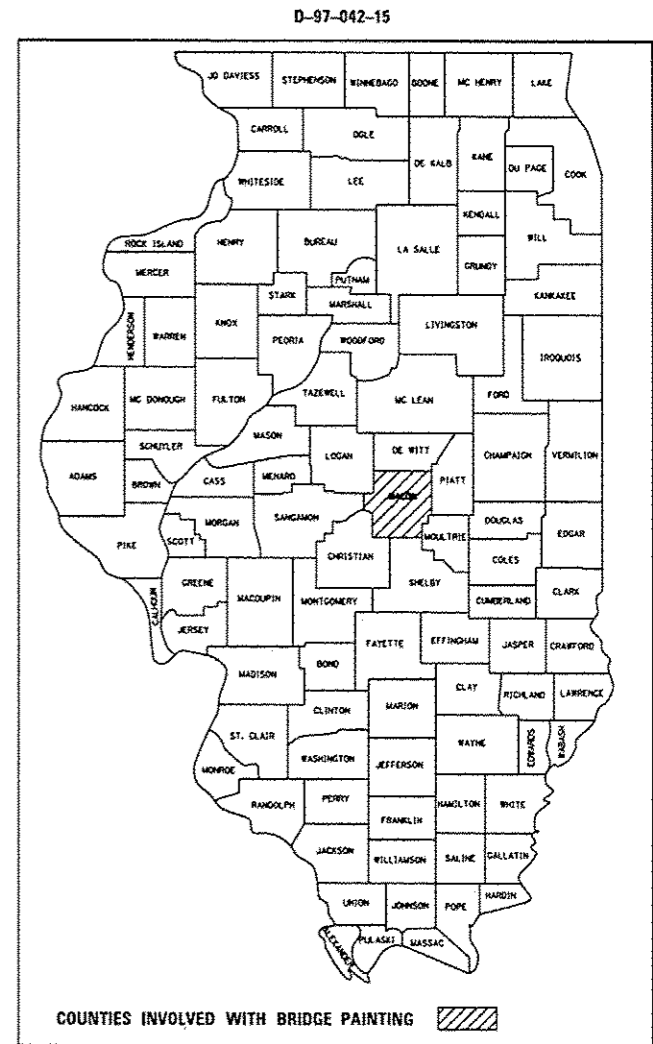 D-97-042-15
JO DAVIESS STEPHENSON WINNEBAGO BOONE MC HENRY LAKE
CARROLL OGLE DE KALB KANE DU PAGE COOK
WHITESIDE LEE
KENDALL WILL
ROCK ISLAND HENRY BUREAU LA SALLE GRUNDY
MERCER PUTNAM
STARK MARSHALL KANKAKEE
HENDERSON WARREN KNOX PEORIA WOODFORD LIVINGSTON IROQUOIS
HANCOCK MC DONOUGH FULTON TAZEWELL MC LEAN FORD
MASON
SCHUYLER LOGAN DE WITT CHAMPAIGN VERMILION
ADAMS BROWN CASS MENARD PIATT
MACON
MORGAN SANGAMON DOUGLAS
PIKE SCOTT CHRISTIAN MOULTRIE COLES EDGAR
GREENE SHELBY
CALHOUN MACOUPIN MONTGOMERY CUMBERLAND CLARK
JERSEY
FAYETTE EFFINGHAM JASPER CRAWFORD
MADISON BOND
CLAY RICHLAND LAWRENCE
CLINTON MARION
ST. CLAIR WAYNE EDWARDS WABASH
MONROE WASHINGTON JEFFERSON
RANDOLPH PERRY HAMILTON WHITE
FRANKLIN
JACKSON WILLIAMSON SALINE GALLATIN
UNION JOHNSON POPE HARDIN
ALEXANDER PULASKI MASSAC
COUNTIES INVOLVED WITH BRIDGE PAINTING